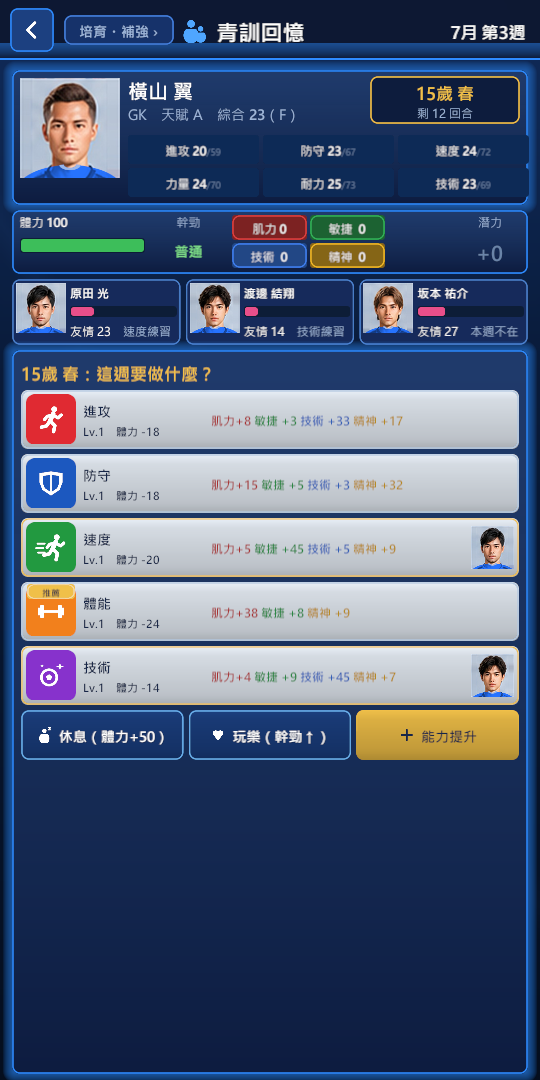 培育・補強 ›
青訓回憶
7月 第3週
橫山 翼
GK 天賦 A 綜合 23 ( F )
15歲 春
剩 12 回合
進攻 20/59 防守 23/67 速度 24/72
力量 24/70 耐力 25/73 技術 23/69
體力 100
幹勁
普通
肌力 0 敏捷 0
技術 0 精神 0
潛力
+0
原田 光
友情 23 速度練習
渡邊 結翔
友情 14 技術練習
坂本 祐介
友情 27 本週不在
15歲 春：這週要做什麼？
進攻
Lv.1 體力 -18
肌力+8 敏捷 +3 技術 +33 精神 +17
防守
Lv.1 體力 -18
肌力+15 敏捷 +5 技術 +3 精神 +32
速度
Lv.1 體力 -20
肌力+5 敏捷 +45 技術 +5 精神 +9
推薦
體能
Lv.1 體力 -24
肌力+38 敏捷 +8 精神 +9
技術
Lv.1 體力 -14
肌力+4 敏捷 +9 技術 +45 精神 +7
休息 ( 體力+50 )
玩樂 ( 幹勁↑ )
＋ 能力提升